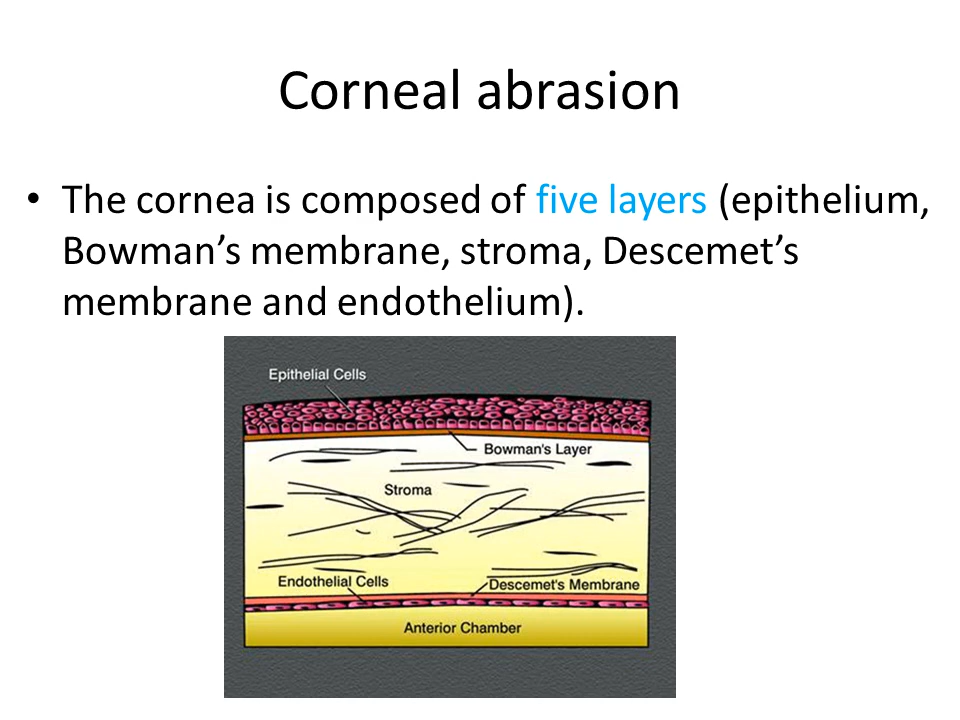 Corneal abrasion
• The cornea is composed of five layers (epithelium,
Bowman’s membrane, stroma, Descemet’s
membrane and endothelium).
Epithelial Cells
Bowman's Layer
Stroma
Endothelial Cells
Descemet's Membrane
Anterior Chamber